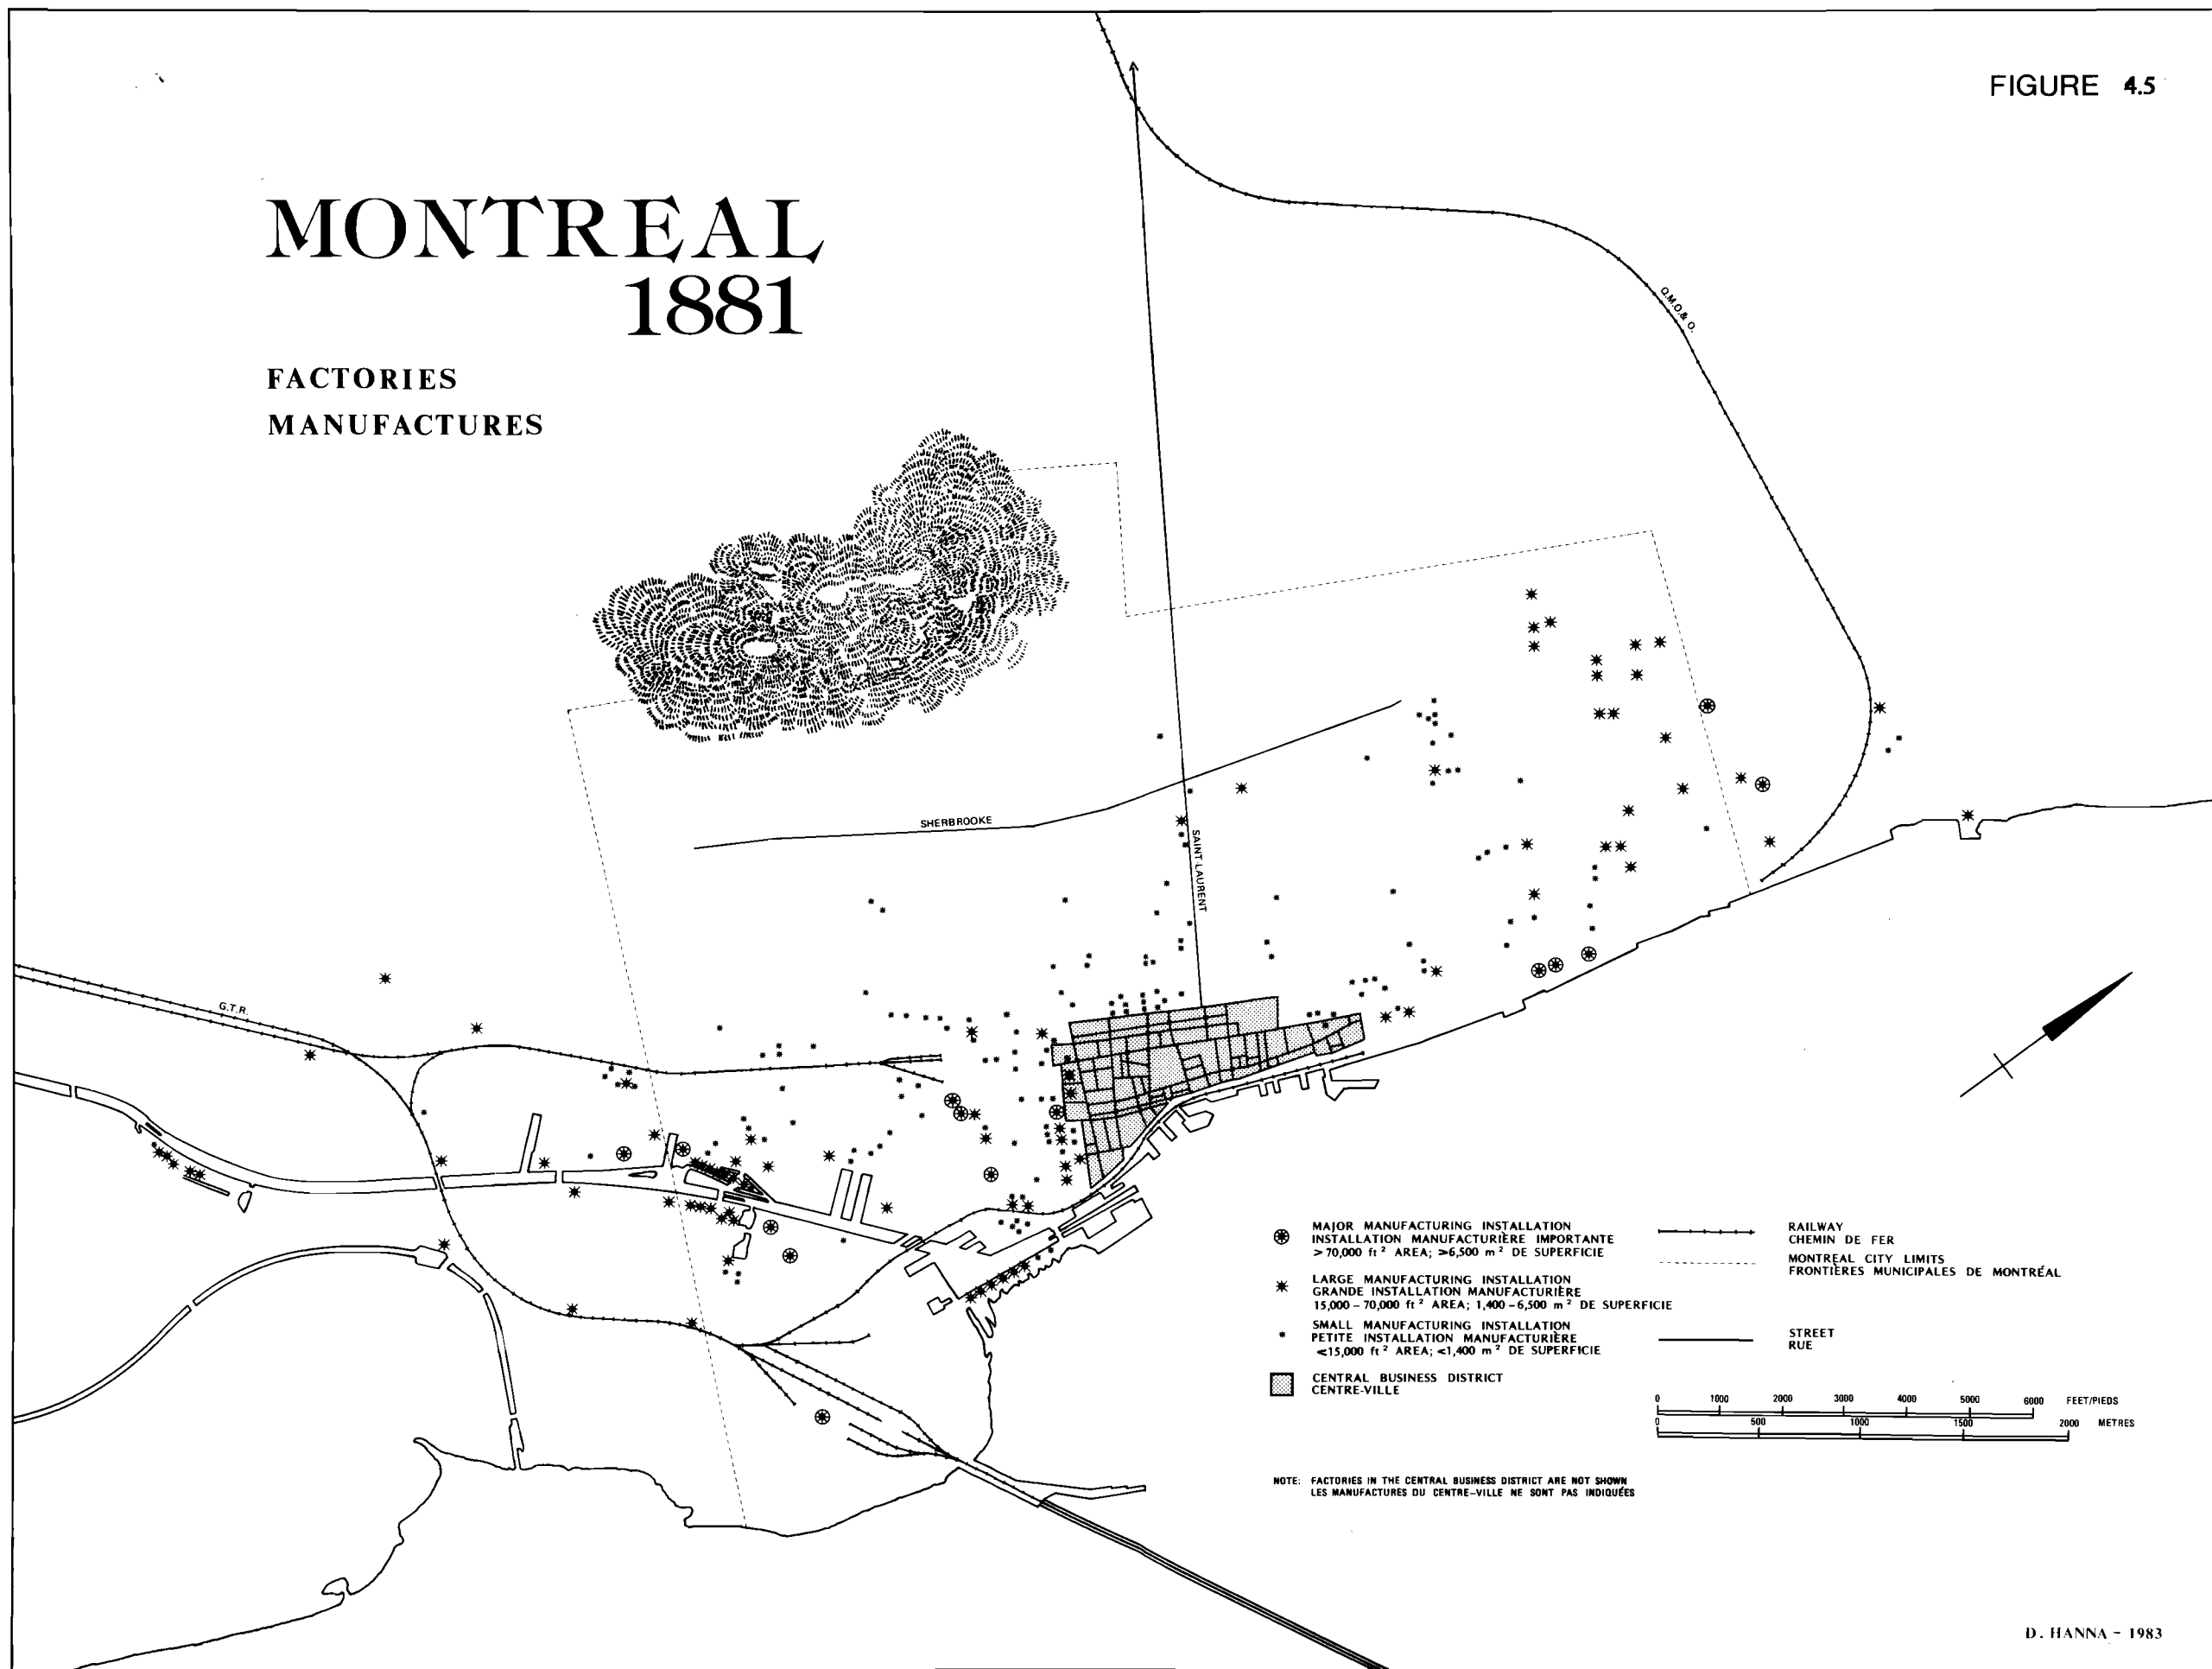 FIGURE 4.5
MONTREAL
1881
FACTORIES
MANUFACTURES
Q.M.O.& O.
SHERBROOKE
SAINT-LAURENT
G.T.R.
MAJOR MANUFACTURING INSTALLATION
INSTALLATION MANUFACTURIÈRE IMPORTANTE
>70,000 ft² AREA; >6,500 m² DE SUPERFICIE
LARGE MANUFACTURING INSTALLATION
GRANDE INSTALLATION MANUFACTURIÈRE
15,000–70,000 ft² AREA; 1,400–6,500 m² DE SUPERFICIE
SMALL MANUFACTURING INSTALLATION
PETITE INSTALLATION MANUFACTURIÈRE
<15,000 ft² AREA; <1,400 m² DE SUPERFICIE
CENTRAL BUSINESS DISTRICT
CENTRE-VILLE
RAILWAY
CHEMIN DE FER
MONTREAL CITY LIMITS
FRONTIÈRES MUNICIPALES DE MONTRÉAL
STREET
RUE
0 1000 2000 3000 4000 5000 6000 FEET/PIEDS
0 500 1000 1500 2000 METRES
NOTE: FACTORIES IN THE CENTRAL BUSINESS DISTRICT ARE NOT SHOWN
LES MANUFACTURES DU CENTRE-VILLE NE SONT PAS INDIQUÉES
D. HANNA - 1983